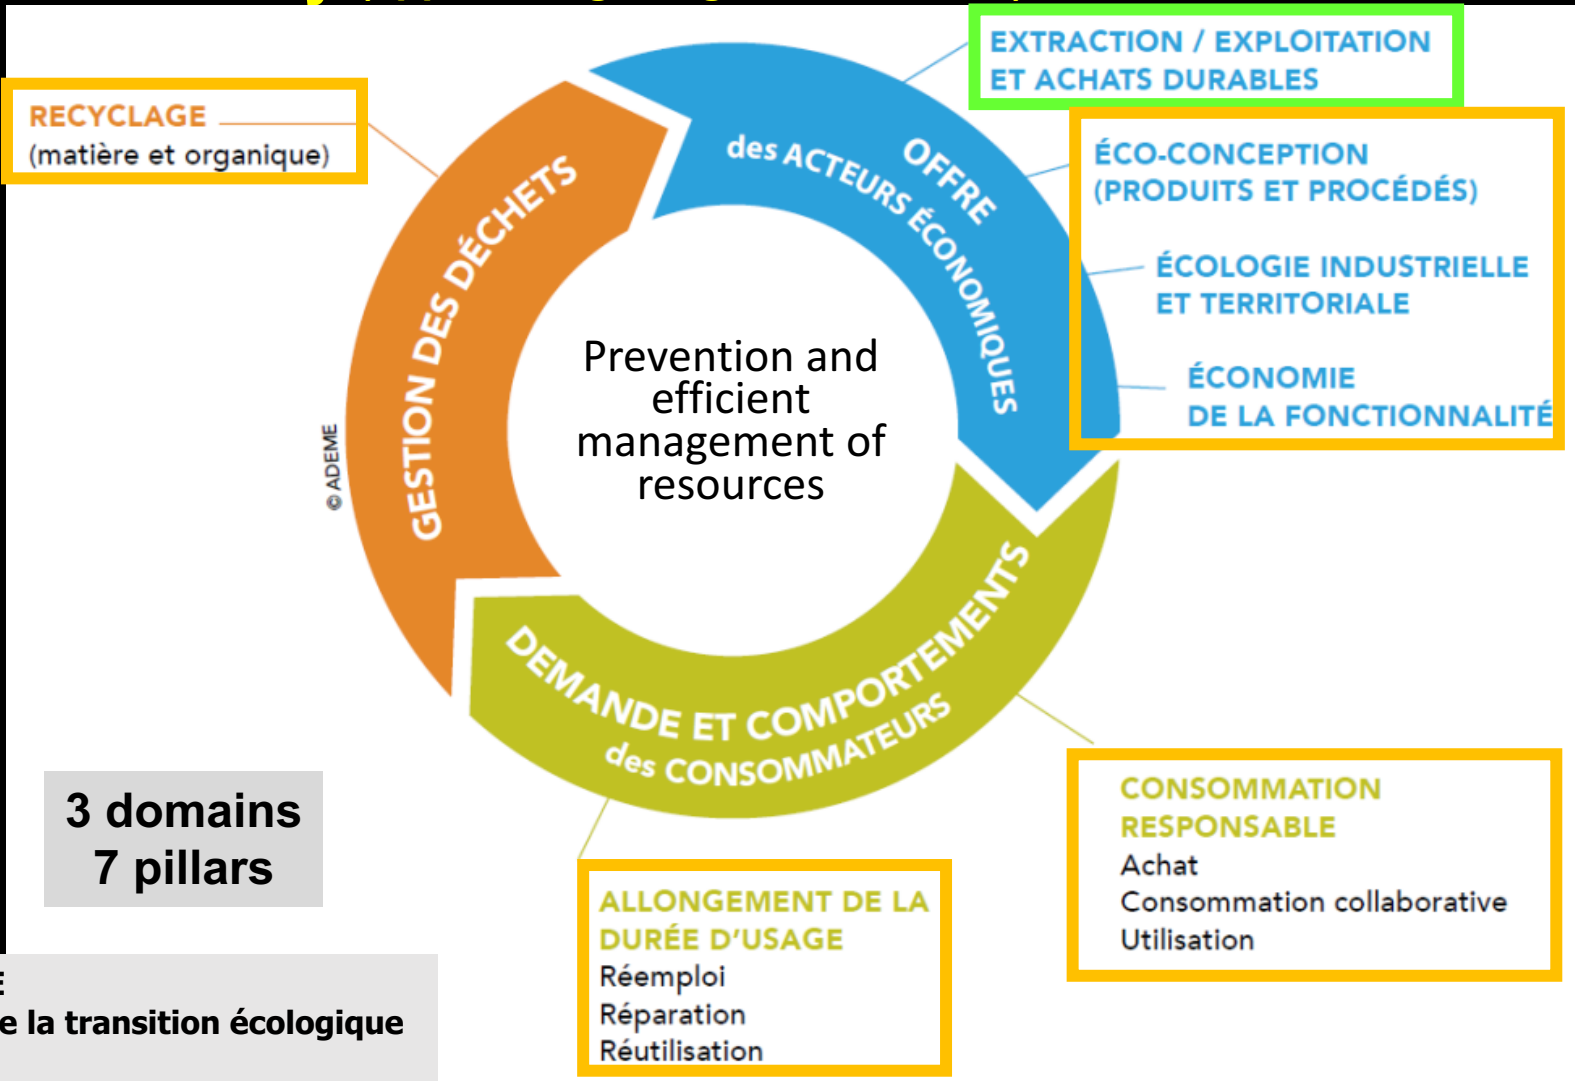 EXTRACTION / EXPLOITATION
ET ACHATS DURABLES
RECYCLAGE
(matière et organique)
ÉCO-CONCEPTION
(PRODUITS ET PROCÉDÉS)
ÉCOLOGIE INDUSTRIELLE
ET TERRITORIALE
ÉCONOMIE
DE LA FONCTIONNALITÉ
OFFRE
des ACTEURS ÉCONOMIQUES
GESTION DES DÉCHETS
Prevention and
efficient
management of
resources
© ADEME
DEMANDE ET COMPORTEMENTS
des CONSOMMATEURS
3 domains
7 pillars
CONSOMMATION
RESPONSABLE
Achat
Consommation collaborative
Utilisation
ALLONGEMENT DE LA
DURÉE D'USAGE
Réemploi
Réparation
Réutilisation
E
e la transition écologique